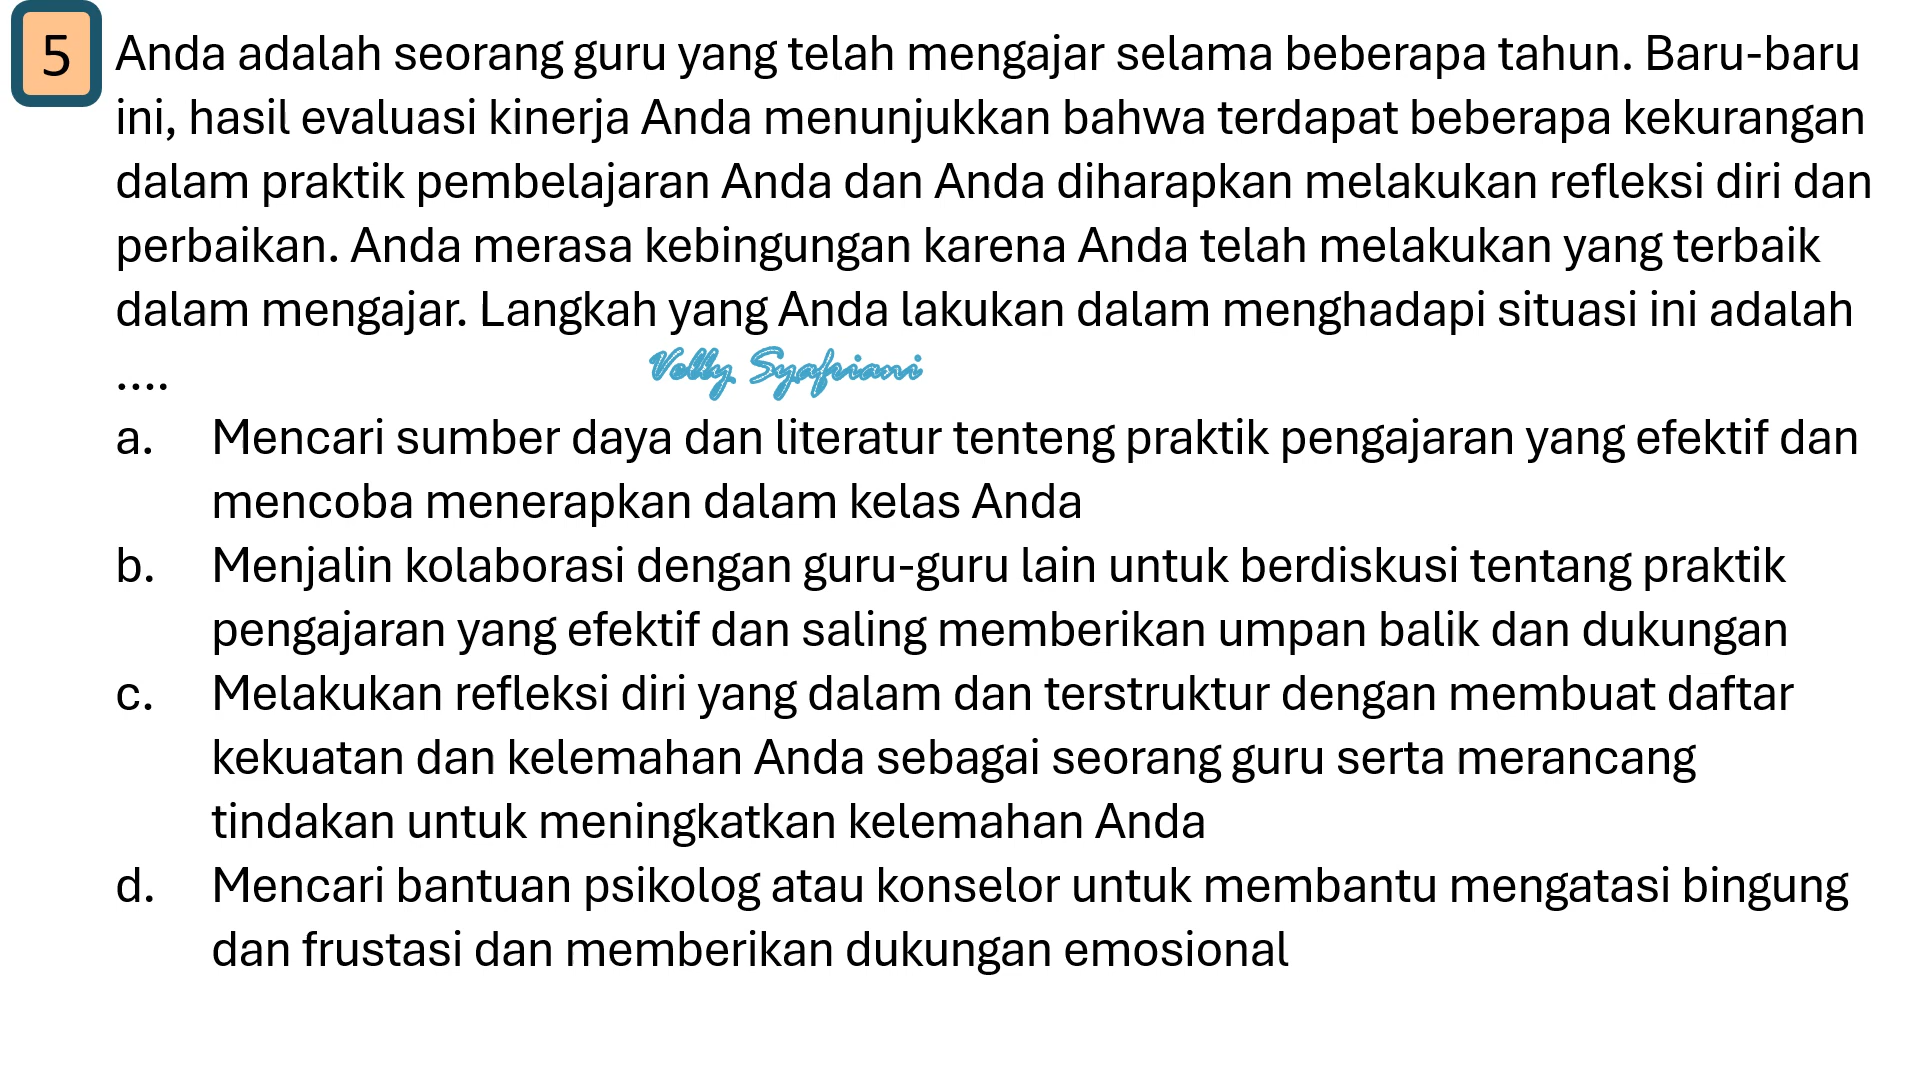 5
Anda adalah seorang guru yang telah mengajar selama beberapa tahun. Baru-baru
ini, hasil evaluasi kinerja Anda menunjukkan bahwa terdapat beberapa kekurangan
dalam praktik pembelajaran Anda dan Anda diharapkan melakukan refleksi diri dan
perbaikan. Anda merasa kebingungan karena Anda telah melakukan yang terbaik
dalam mengajar. Langkah yang Anda lakukan dalam menghadapi situasi ini adalah
....
Velly Syafriani
a. Mencari sumber daya dan literatur tenteng praktik pengajaran yang efektif dan
mencoba menerapkan dalam kelas Anda
b. Menjalin kolaborasi dengan guru-guru lain untuk berdiskusi tentang praktik
pengajaran yang efektif dan saling memberikan umpan balik dan dukungan
c. Melakukan refleksi diri yang dalam dan terstruktur dengan membuat daftar
kekuatan dan kelemahan Anda sebagai seorang guru serta merancang
tindakan untuk meningkatkan kelemahan Anda
d. Mencari bantuan psikolog atau konselor untuk membantu mengatasi bingung
dan frustasi dan memberikan dukungan emosional